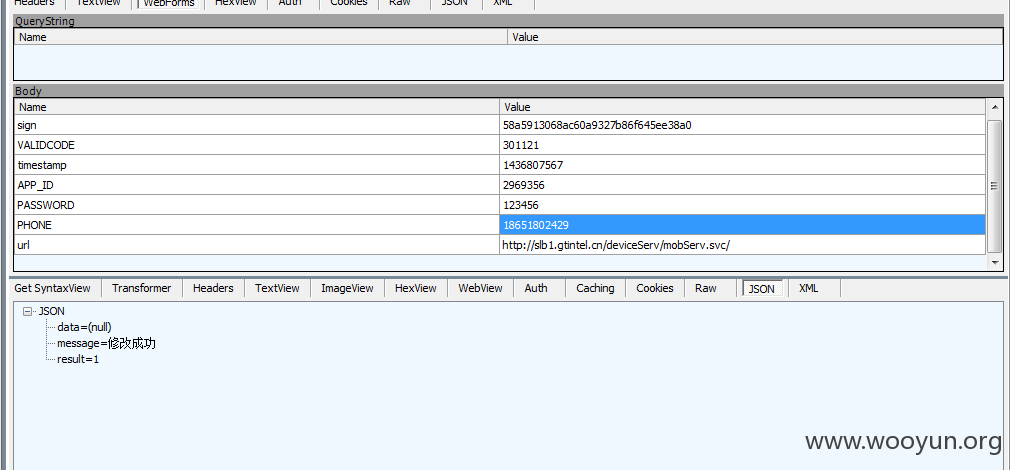 Headers TextView WebForms HexView Auth Cookies Raw JSON XML
QueryString
Name Value
Body
Name Value
sign 58a5913068ac60a9327b86f645ee38a0
VALIDCODE 301121
timestamp 1436807567
APP_ID 2969356
PASSWORD 123456
PHONE 18651802429
url http://slb1.gtintel.cn/deviceServ/mobServ.svc/
Get SyntaxView Transformer Headers TextView ImageView HexView WebView Auth Caching Cookies Raw JSON XML
JSON
data=(null)
message=修改成功
result=1
www.wooyun.org